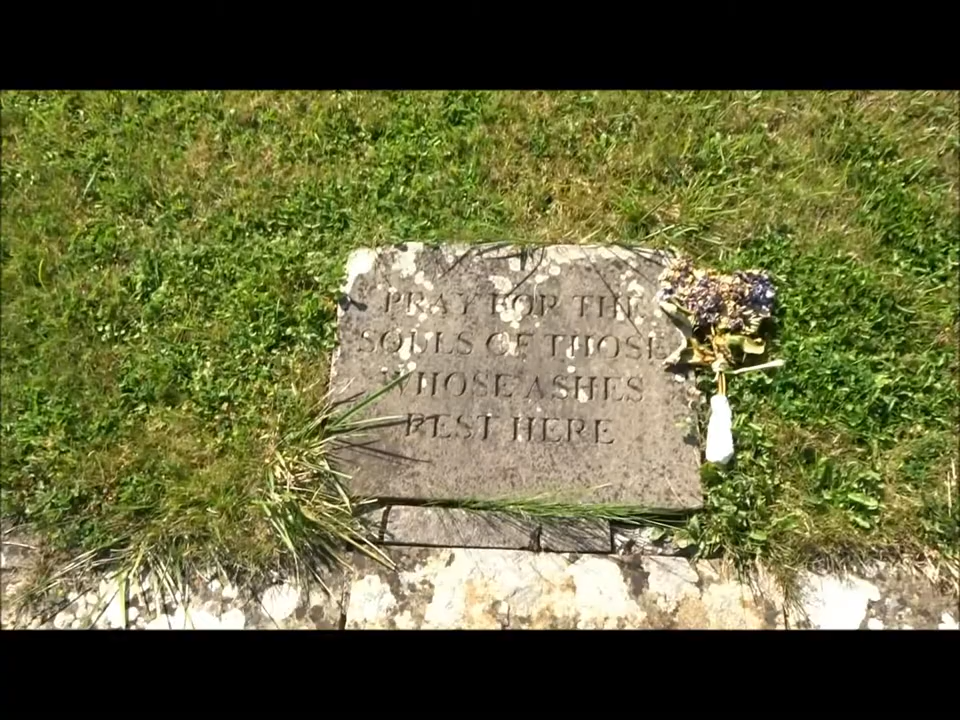 PRAY FOR THE
SOULS OF THOSE
WHOSE ASHES
REST HERE